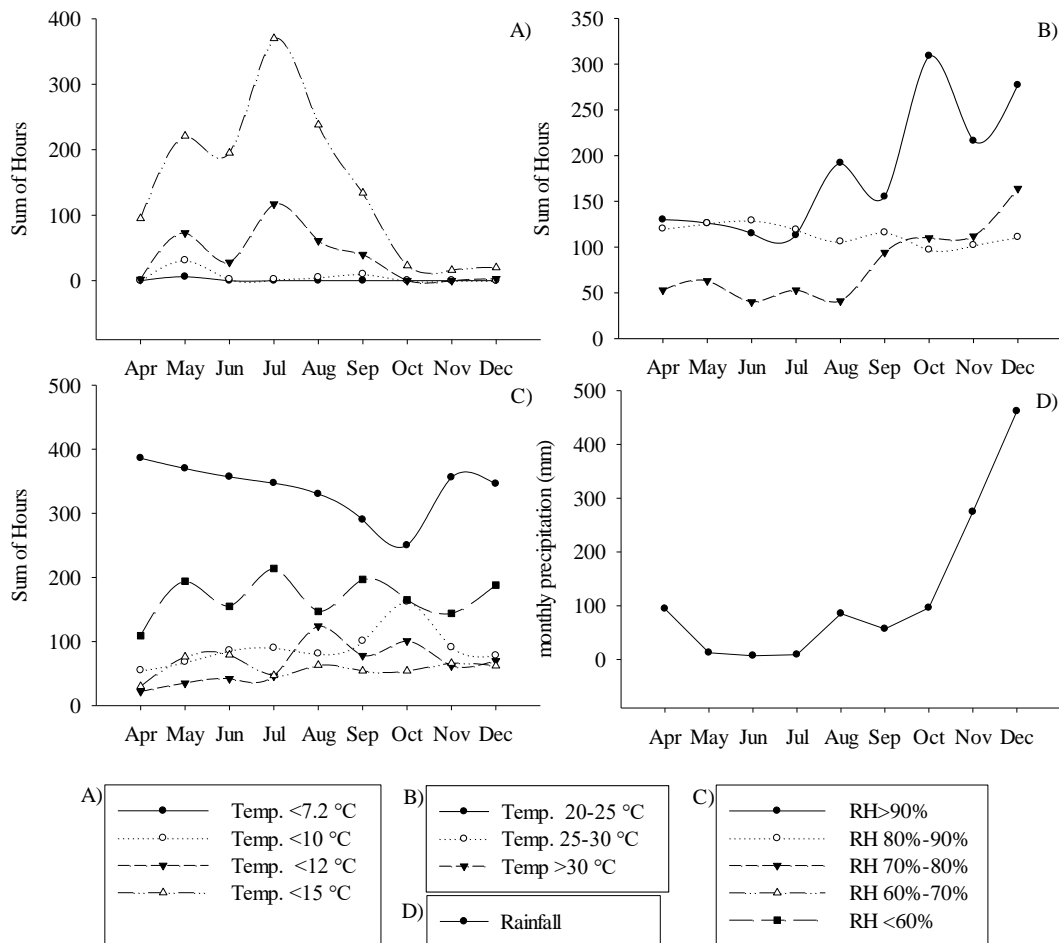 A)
400
300
200
100
0
Sum of Hours
Apr May Jun Jul Aug Sep Oct Nov Dec
B)
350
300
250
200
150
100
50
0
Sum of Hours
Apr May Jun Jul Aug Sep Oct Nov Dec
C)
500
400
300
200
100
0
Sum of Hours
Apr May Jun Jul Aug Sep Oct Nov Dec
D)
500
400
300
200
100
0
monthly precipitation (mm)
Apr May Jun Jul Aug Sep Oct Nov Dec
A)
Temp. <7.2 °C
Temp. <10 °C
Temp. <12 °C
Temp. <15 °C
B)
Temp. 20-25 °C
Temp. 25-30 °C
Temp >30 °C
D)
Rainfall
C)
RH>90%
RH 80%-90%
RH 70%-80%
RH 60%-70%
RH <60%